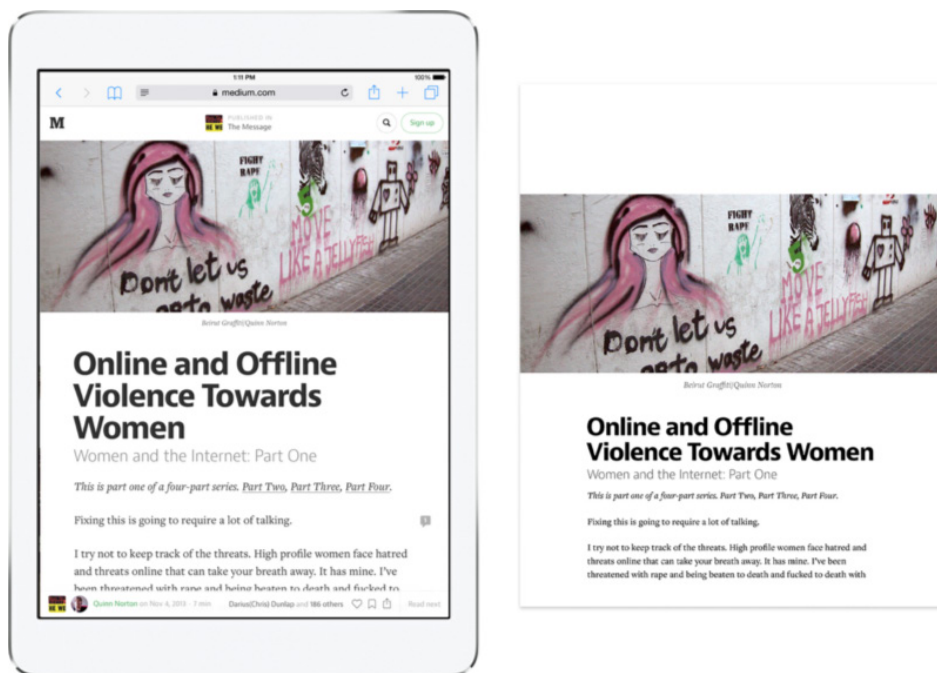 1:11 PM
100%
medium.com
M
PUBLISHED IN
The Message
Sign up
FIGHT
RAPE
MOVE
LIKE A JELLYFISH
Don't let us
go to waste
Beirut Graffiti/Quinn Norton
Online and Offline
Violence Towards
Women
Women and the Internet: Part One
This is part one of a four-part series. Part Two, Part Three, Part Four.
Fixing this is going to require a lot of talking.
I try not to keep track of the threats. High profile women face hatred
and threats online that can take your breath away. It has mine. I've
been threatened with rape and being beaten to death and fucked to
Quinn Norton on Nov 4, 2013 · 7 min
Darius(Chris) Dunlap and 186 others
Read next
FIGHT
RAPE
MOVE
LIKE A JELLYFISH
Don't let us
go to waste
Beirut Graffiti/Quinn Norton
Online and Offline
Violence Towards Women
Women and the Internet: Part One
This is part one of a four-part series. Part Two, Part Three, Part Four.
Fixing this is going to require a lot of talking.
I try not to keep track of the threats. High profile women face hatred and
threats online that can take your breath away. It has mine. I've been
threatened with rape and being beaten to death and fucked to death with